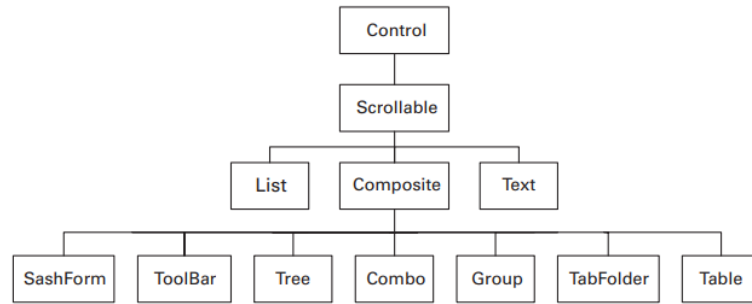 Control
Scrollable
List
Composite
Text
SashForm
ToolBar
Tree
Combo
Group
TabFolder
Table